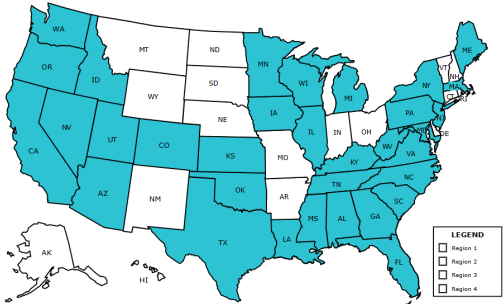 WA
MT
ND
MN
ME
OR
ID
SD
WI
VT
NH
NY
MA
WY
MI
CT
RI
IA
NE
PA
NJ
NV
UT
IL
IN
OH
MD
DE
CA
CO
KS
MO
WV
VA
KY
AZ
NM
OK
AR
TN
NC
SC
MS
AL
GA
TX
LA
FL
AK
HI
LEGEND
Region 1
Region 2
Region 3
Region 4